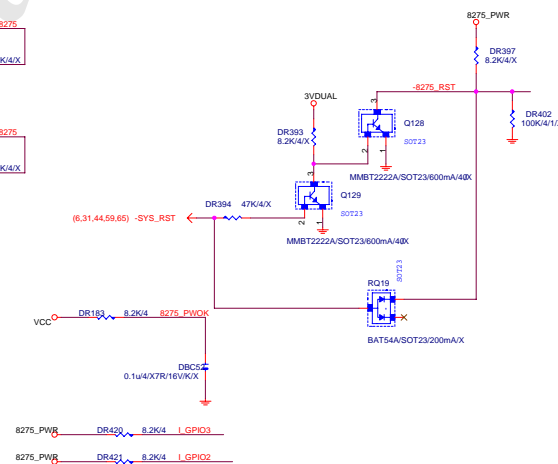 8275_PWR
8275
DR397
8.2K/4/X
K/4/X
-8275_RST
3VDUAL
3
DR402
100K/4/1/
Q128
DR393
8.2K/4/X
SOT23
8275
2
1
MMBT2222A/SOT23/600mA/40/X
3
K/4/X
Q129
DR394 47K/4/X
SOT23
(6,31,44,59,65) -SYS_RST
2
1
MMBT2222A/SOT23/600mA/40/X
SOT23
RQ19
DR183 8.2K/4 8275_PWOK
VCC
BAT54A/SOT23/200mA/X
0.1u/4/X7R/16V/K/X
8275_PWR DR420 8.2K/4 I_GPIO3
8275_PWR DR421 8.2K/4 I_GPIO2